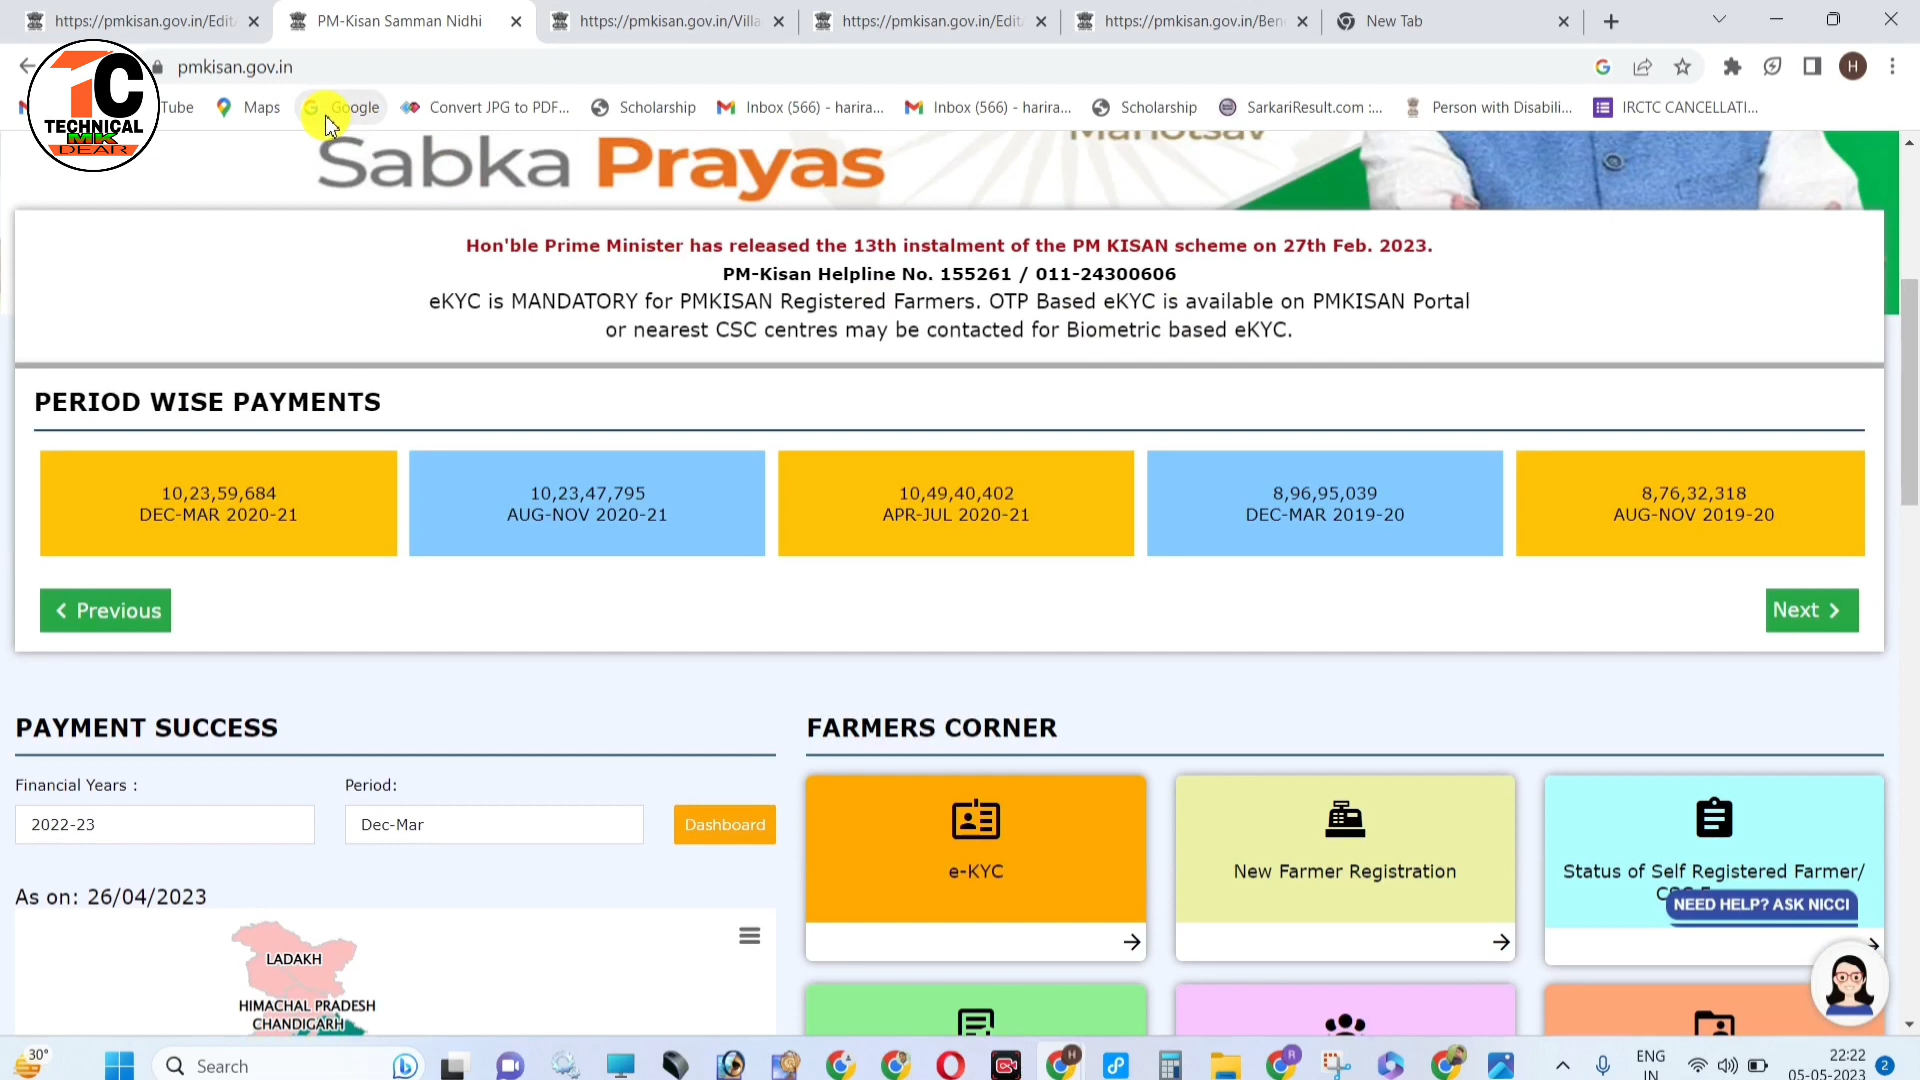 https://pmkisan.gov.in/Edit
PM-Kisan Samman Nidhi
https://pmkisan.gov.in/Villa
https://pmkisan.gov.in/Edit
https://pmkisan.gov.in/Ben
New Tab
pmkisan.gov.in
H
TC
TECHNICAL
MK
DEAR
Tube
Maps
Google
Convert JPG to PDF...
Scholarship
Inbox (566) - harira...
Inbox (566) - harira...
Scholarship
SarkariResult.com :...
Person with Disabili...
IRCTC CANCELLATI...
Mahotsav
Sabka Prayas
Hon'ble Prime Minister has released the 13th instalment of the PM KISAN scheme on 27th Feb. 2023.
PM-Kisan Helpline No. 155261 / 011-24300606
eKYC is MANDATORY for PMKISAN Registered Farmers. OTP Based eKYC is available on PMKISAN Portal
or nearest CSC centres may be contacted for Biometric based eKYC.
PERIOD WISE PAYMENTS
10,23,59,684
DEC-MAR 2020-21
10,23,47,795
AUG-NOV 2020-21
10,49,40,402
APR-JUL 2020-21
8,96,95,039
DEC-MAR 2019-20
8,76,32,318
AUG-NOV 2019-20
Previous
Next
PAYMENT SUCCESS
Financial Years :
Period:
2022-23
Dec-Mar
Dashboard
As on: 26/04/2023
LADAKH
HIMACHAL PRADESH
CHANDIGARH
FARMERS CORNER
e-KYC
New Farmer Registration
Status of Self Registered Farmer/
NEED HELP? ASK NICCI
30°
Search
H
R
ENG
IN
22:22
05-05-2023
2